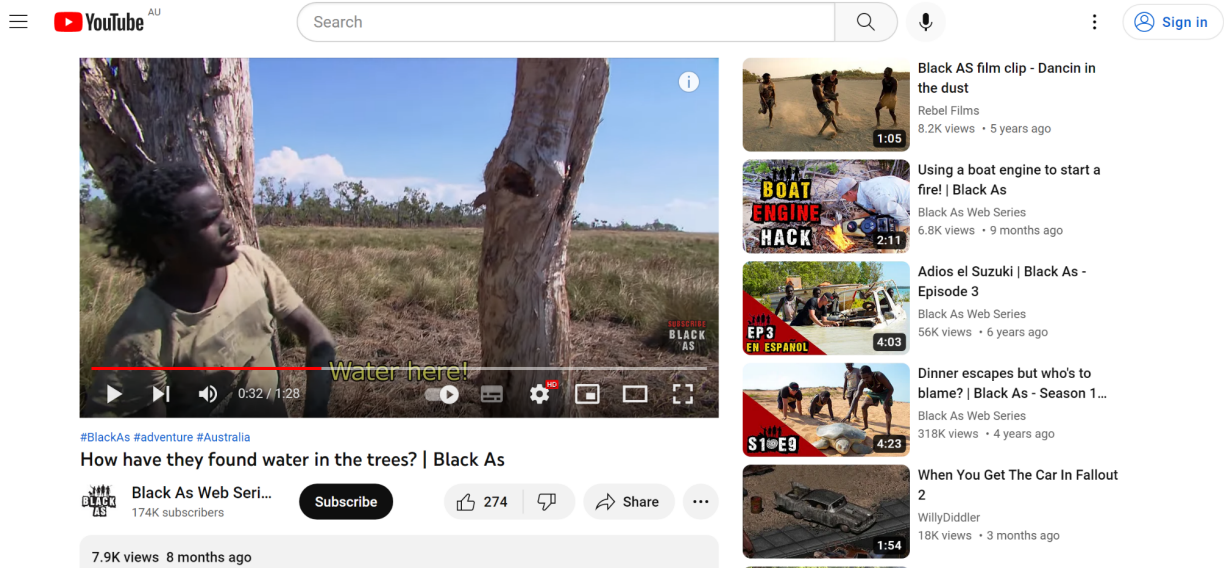 YouTube AU
Search
Sign in
SUBSCRIBE
BLACK
AS
Water here!
0:32 / 1:28
HD
#BlackAs #adventure #Australia
How have they found water in the trees? | Black As
BLACK
AS
Black As Web Seri...
174K subscribers
Subscribe
274
Share
7.9K views 8 months ago
1:05
Black AS film clip - Dancin in
the dust
Rebel Films
8.2K views • 5 years ago
BOAT
ENGINE
HACK
2:11
Using a boat engine to start a
fire! | Black As
Black As Web Series
6.8K views • 9 months ago
EP3
EN ESPAÑOL
4:03
Adios el Suzuki | Black As -
Episode 3
Black As Web Series
56K views • 6 years ago
S1 E9
4:23
Dinner escapes but who's to
blame? | Black As - Season 1...
Black As Web Series
318K views • 4 years ago
1:54
When You Get The Car In Fallout
2
WillyDiddler
18K views • 3 months ago